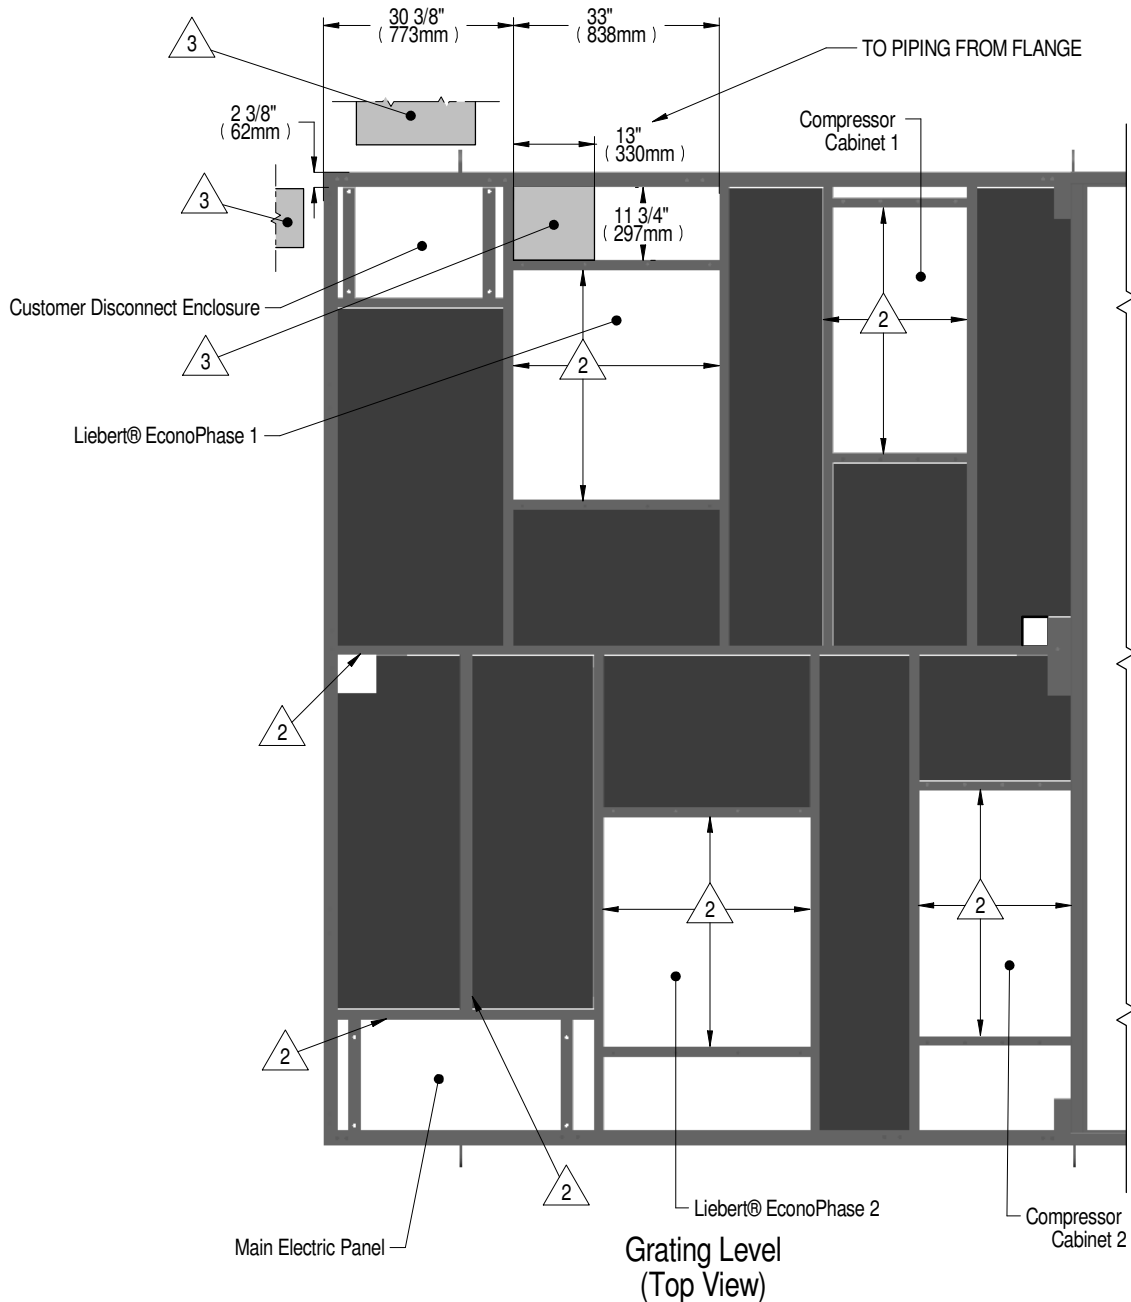 30 3/8"
( 773mm )
33"
( 838mm )
3
TO PIPING FROM FLANGE
2 3/8"
( 62mm )
13"
( 330mm )
Compressor
Cabinet 1
3
11 3/4"
( 297mm )
Customer Disconnect Enclosure
2
3
2
Liebert® EconoPhase 1
2
2
2
2
2
Liebert® EconoPhase 2
Main Electric Panel
Compressor
Cabinet 2
Grating Level
(Top View)